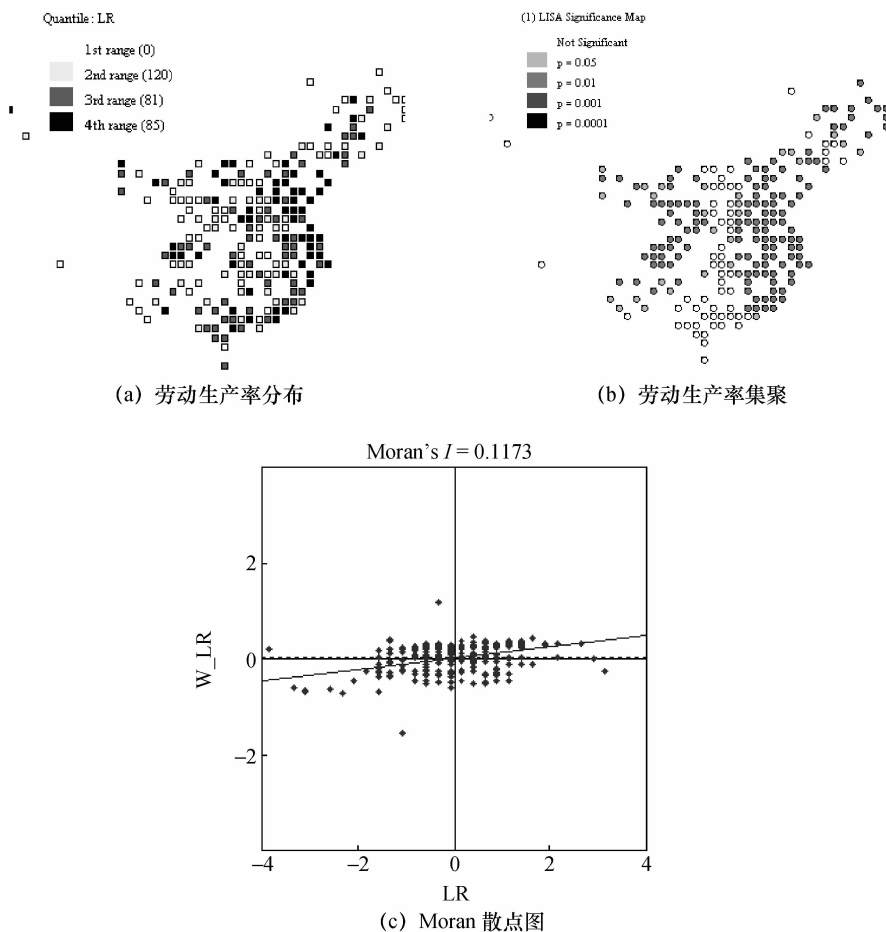 Quantile: LR
1st range (0)
2nd range (120)
3rd range (81)
4th range (85)
(1) LISA Significance Map
Not Significant
p = 0.05
p = 0.01
p = 0.001
p = 0.0001
(a) 劳动生产率分布
(b) 劳动生产率集聚
Moran's I = 0.1173
2
0
−2
W_LR
−4
−2
0
2
4
LR
(c) Moran 散点图